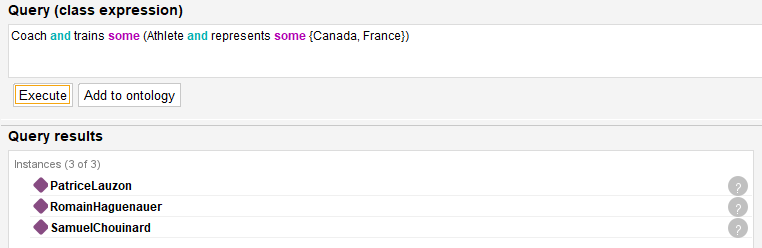 Query (class expression)
Coach and trains some (Athlete and represents some {Canada, France})
Execute Add to ontology
Query results
Instances (3 of 3)
PatriceLauzon ?
RomainHaguenauer ?
SamuelChouinard ?